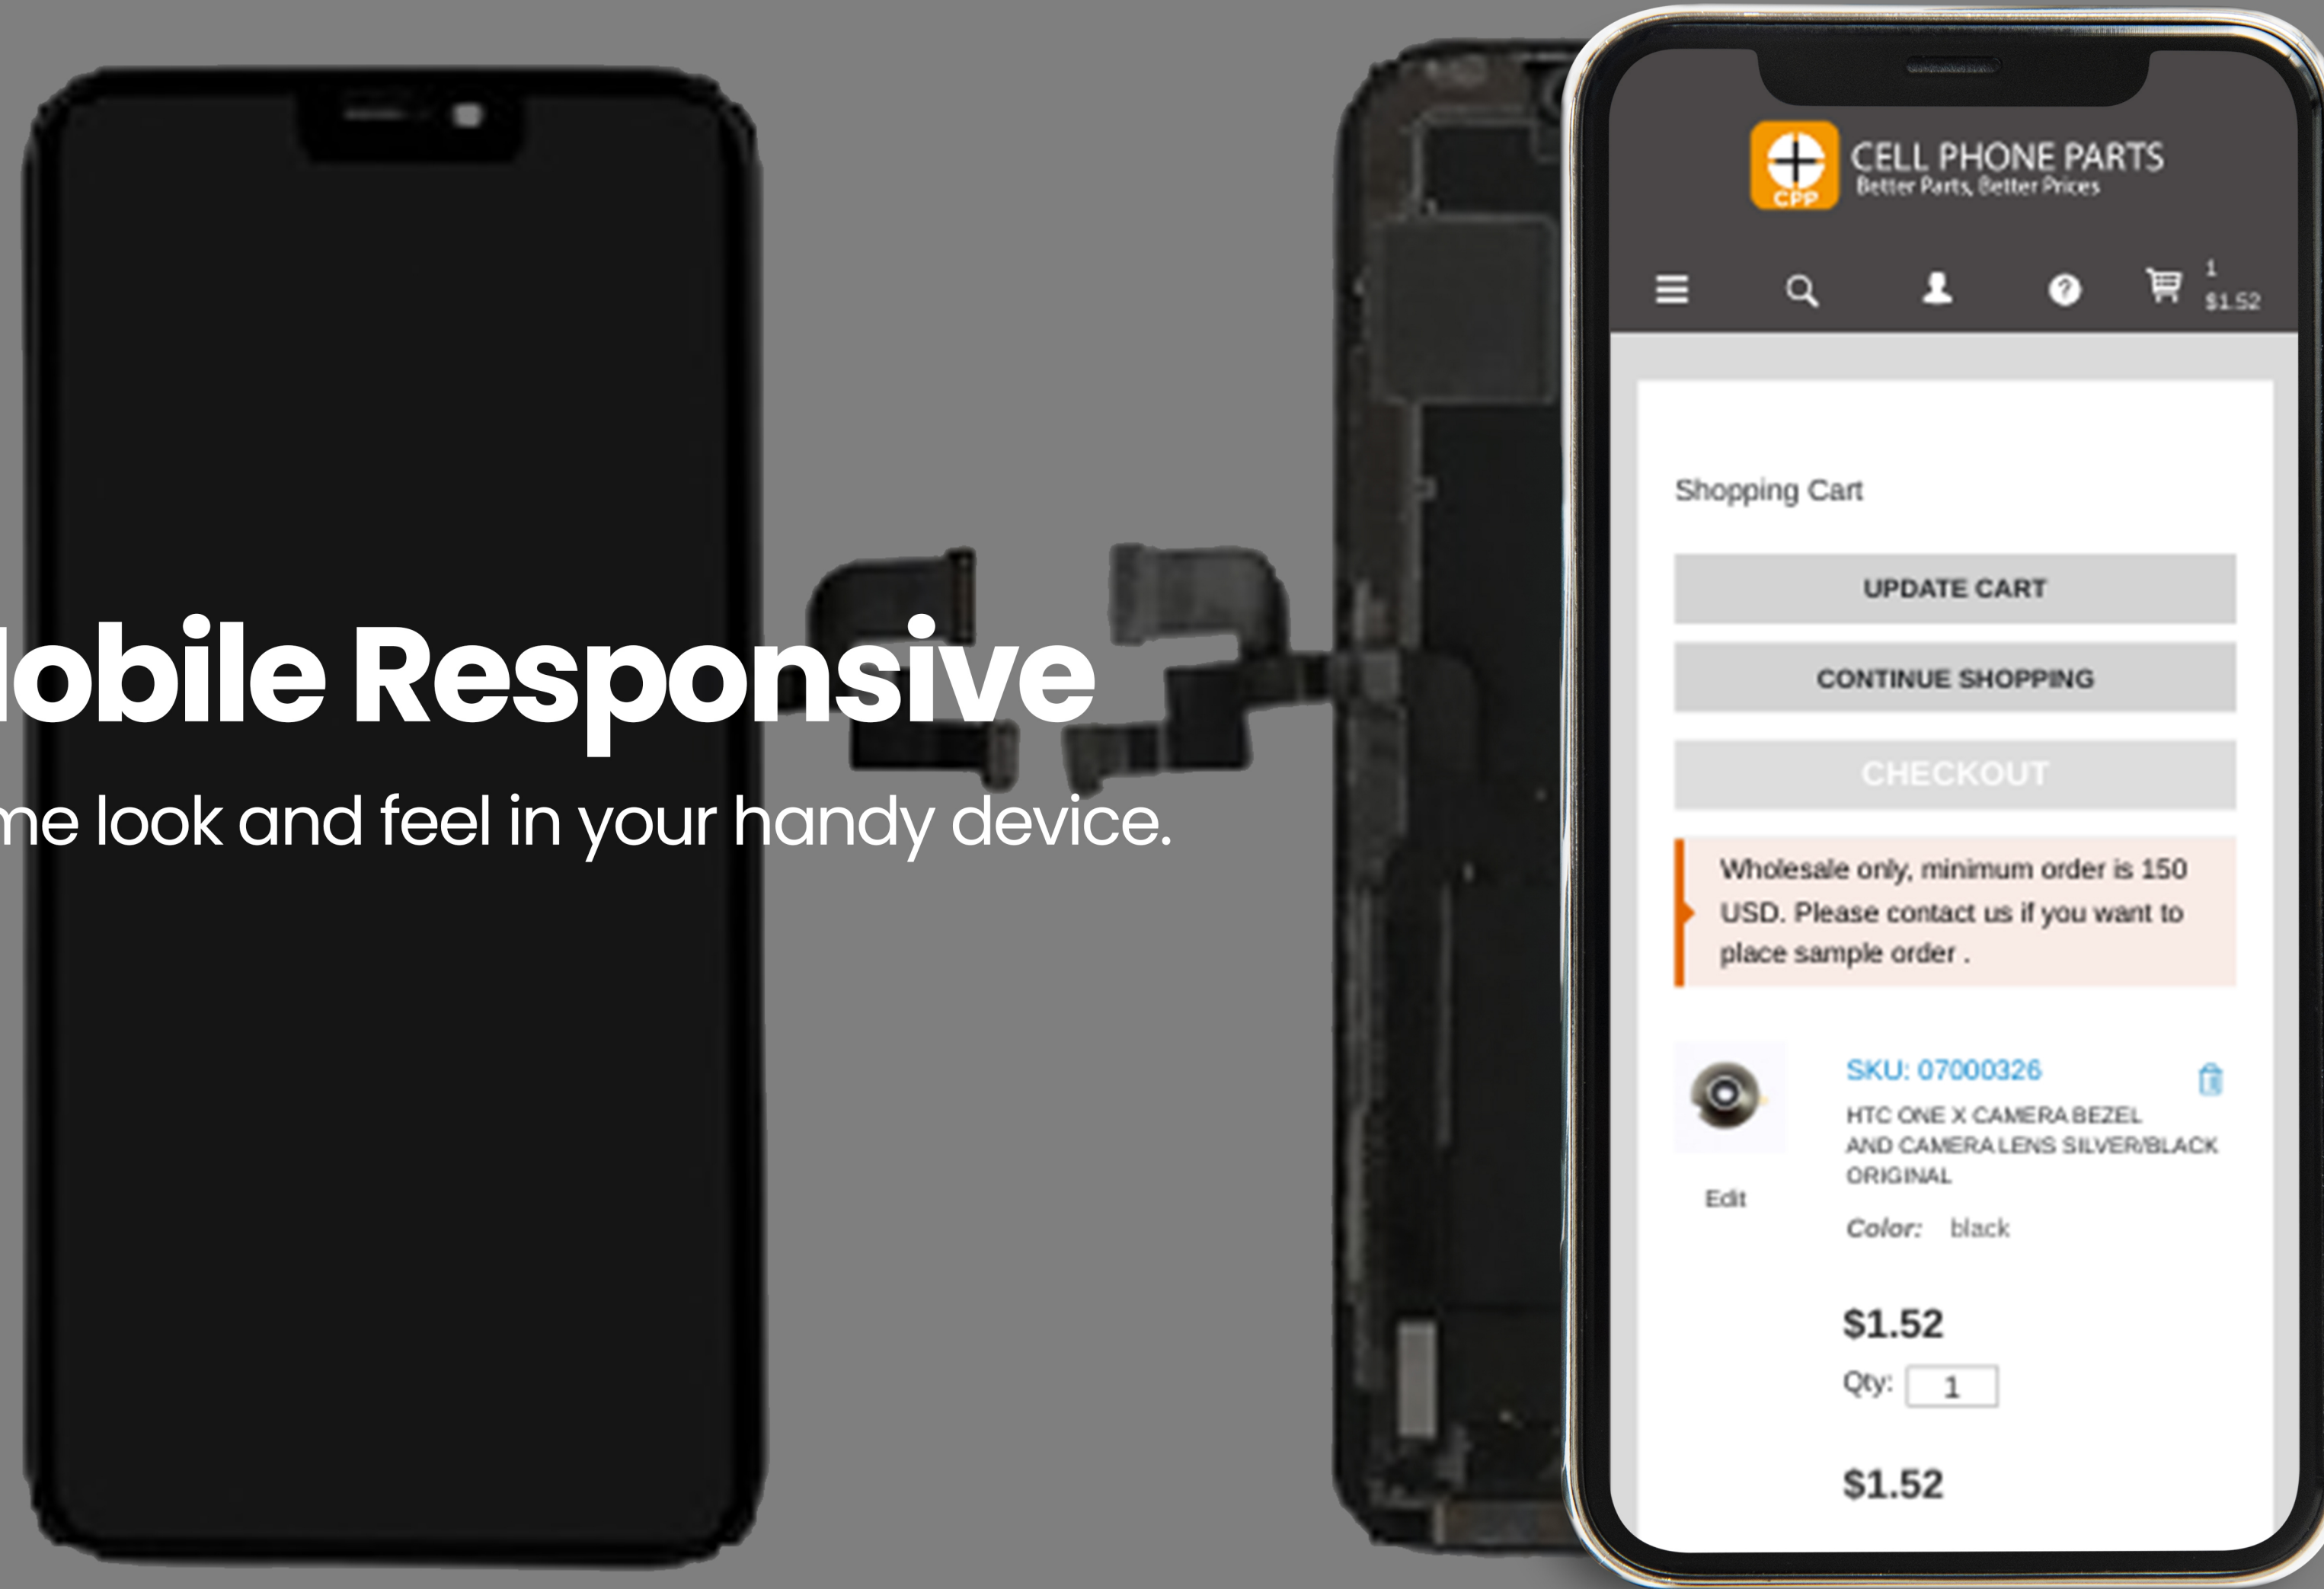 obile Responsive
me look and feel in your handy device.
CPP
CELL PHONE PARTS
Better Parts, Better Prices
1
$1.52
Shopping Cart
UPDATE CART
CONTINUE SHOPPING
CHECKOUT
Wholesale only, minimum order is 150
USD. Please contact us if you want to
place sample order .
SKU: 07000326
HTC ONE X CAMERA BEZEL
AND CAMERA LENS SILVER/BLACK
ORIGINAL
Edit
Color: black
$1.52
Qty: 1
$1.52